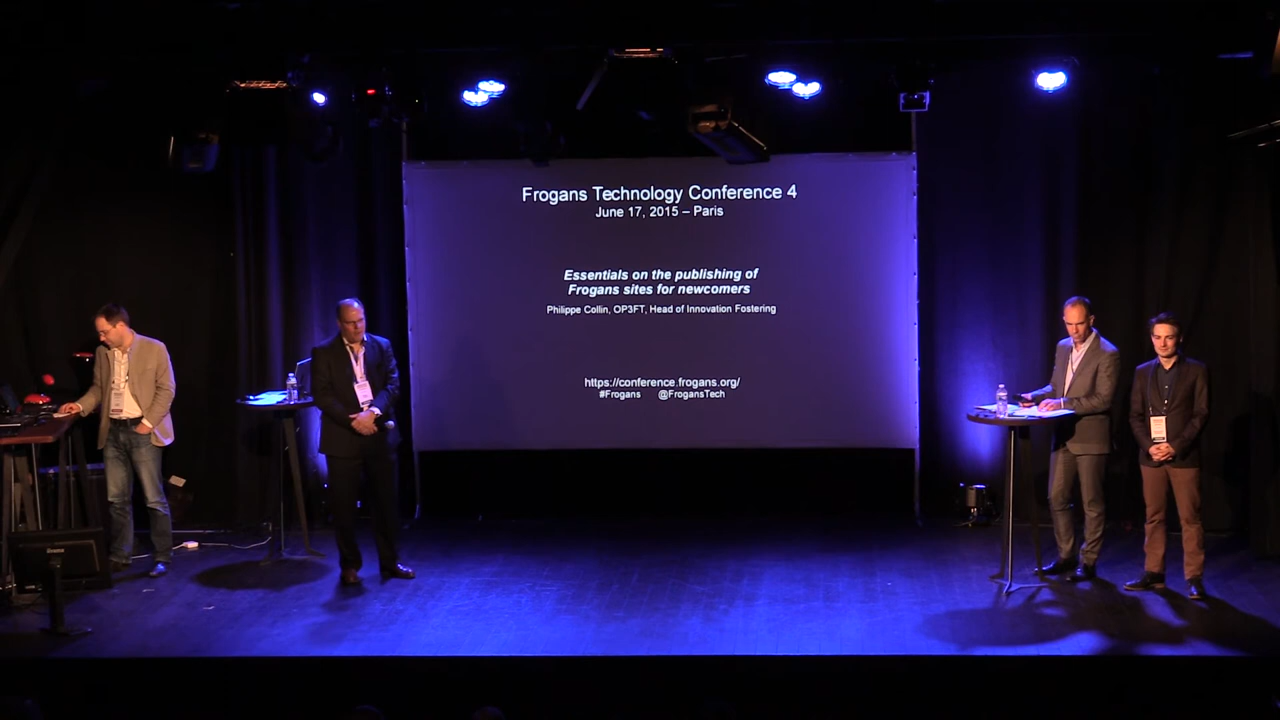 Frogans Technology Conference 4
June 17, 2015 – Paris
Essentials on the publishing of
Frogans sites for newcomers
Philippe Collin, OP3FT, Head of Innovation Fostering
https://conference.frogans.org/
#Frogans @FrogansTech